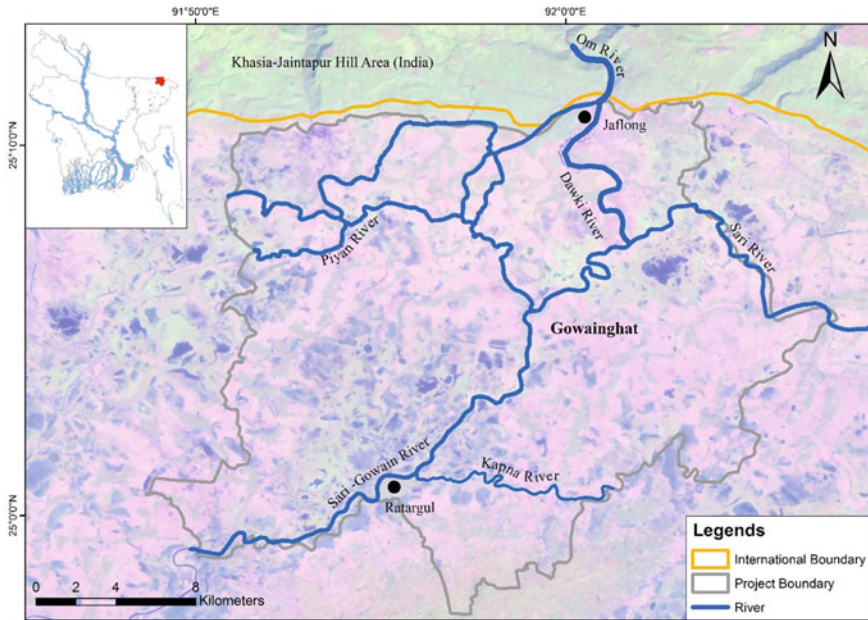 91°50'0"E
92°0'0"E
Om River
Khasia-Jaintapur Hill Area (India)
N
25°10'0"N
Jaflong
Dawki River
Piyan River
Sari River
Gowainghat
Sari -Gowain River
Kapna River
25°0'0"N
Ratargul
Legends
International Boundary
Project Boundary
River
0 2 4 8
Kilometers